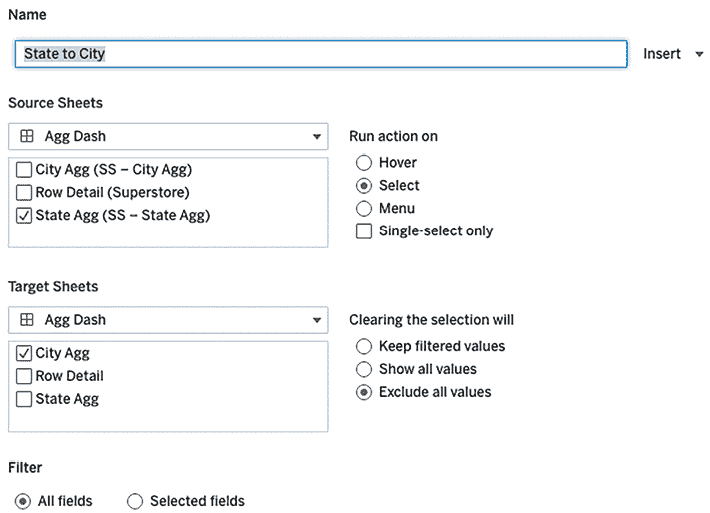 Name
State to City
Insert
Source Sheets
Agg Dash
City Agg (SS – City Agg)
Row Detail (Superstore)
State Agg (SS – State Agg)
Run action on
Hover
Select
Menu
Single-select only
Target Sheets
Agg Dash
City Agg
Row Detail
State Agg
Clearing the selection will
Keep filtered values
Show all values
Exclude all values
Filter
All fields
Selected fields